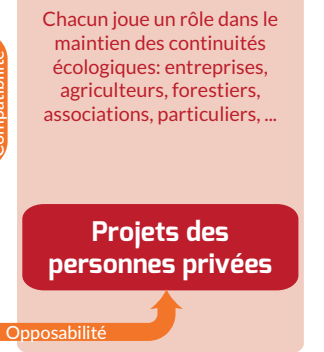 Chacun joue un rôle dans le
maintien des continuités
écologiques: entreprises,
agriculteurs, forestiers,
associations, particuliers, ...
Projets des
personnes privées
Opposabilité